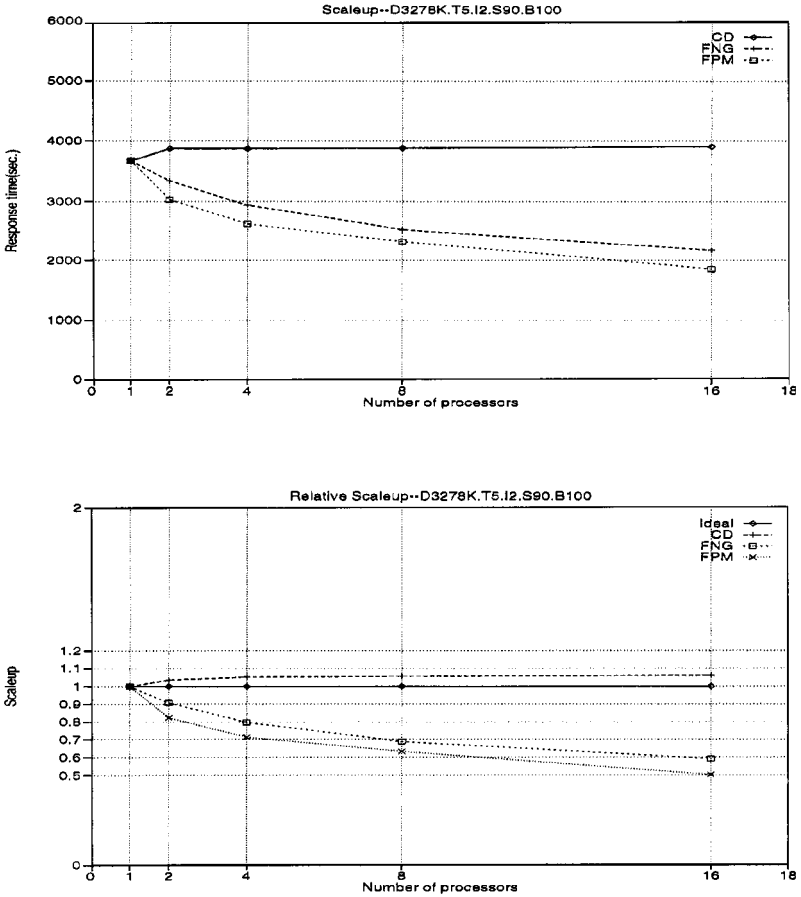 Scaleup--D3278K.T5.I2.S90.B100
6000
5000
4000
3000
2000
1000
0
Response time(sec.)
CD
FNG
FPM
0 1 2 4 8 16 18
Number of processors
Relative Scaleup--D3278K.T5.I2.S90.B100
2
1.2
1.1
1
0.9
0.8
0.7
0.6
0.5
0
Scaleup
Ideal
CD
FNG
FPM
0 1 2 4 8 16 18
Number of processors